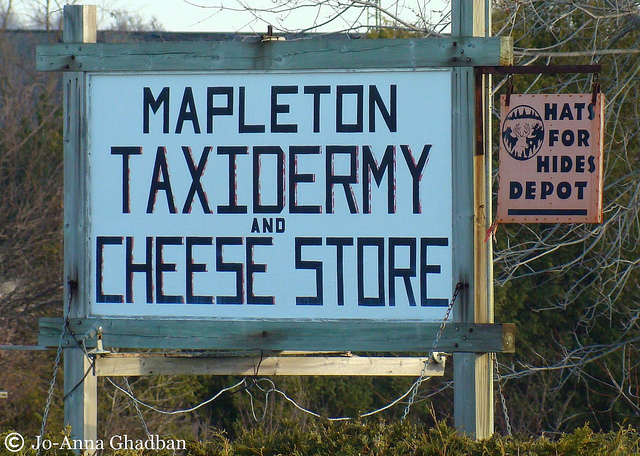 MAPLETON
TAXIDERMY
AND
CHEESE STORE
HATS
FOR
HIDES
DEPOT
© Jo-Anna Ghadban